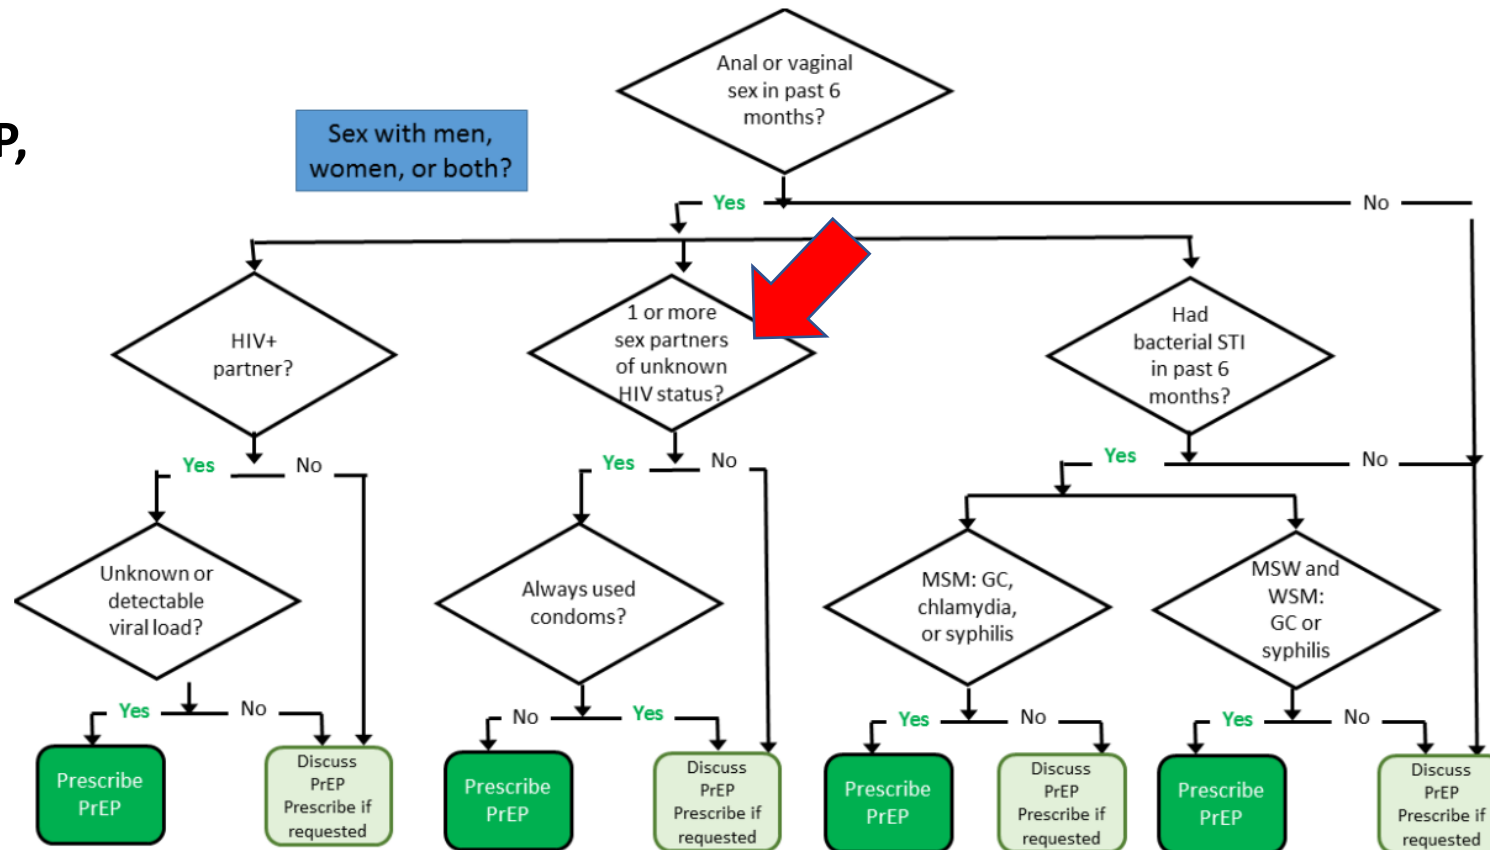 P,
Anal or vaginal
sex in past 6
months?
Sex with men,
women, or both?
Yes
No
HIV+
partner?
1 or more
sex partners
of unknown
HIV status?
Had
bacterial STI
in past 6
months?
Yes
No
Yes
No
Yes
No
Unknown or
detectable
viral load?
Always used
condoms?
MSM: GC,
chlamydia,
or syphilis
MSW and
WSM:
GC or
syphilis
Yes
No
No
Yes
Yes
No
Yes
No
Prescribe
PrEP
Discuss
PrEP
Prescribe if
requested
Prescribe
PrEP
Discuss
PrEP
Prescribe if
requested
Prescribe
PrEP
Discuss
PrEP
Prescribe if
requested
Prescribe
PrEP
Discuss
PrEP
Prescribe if
requested